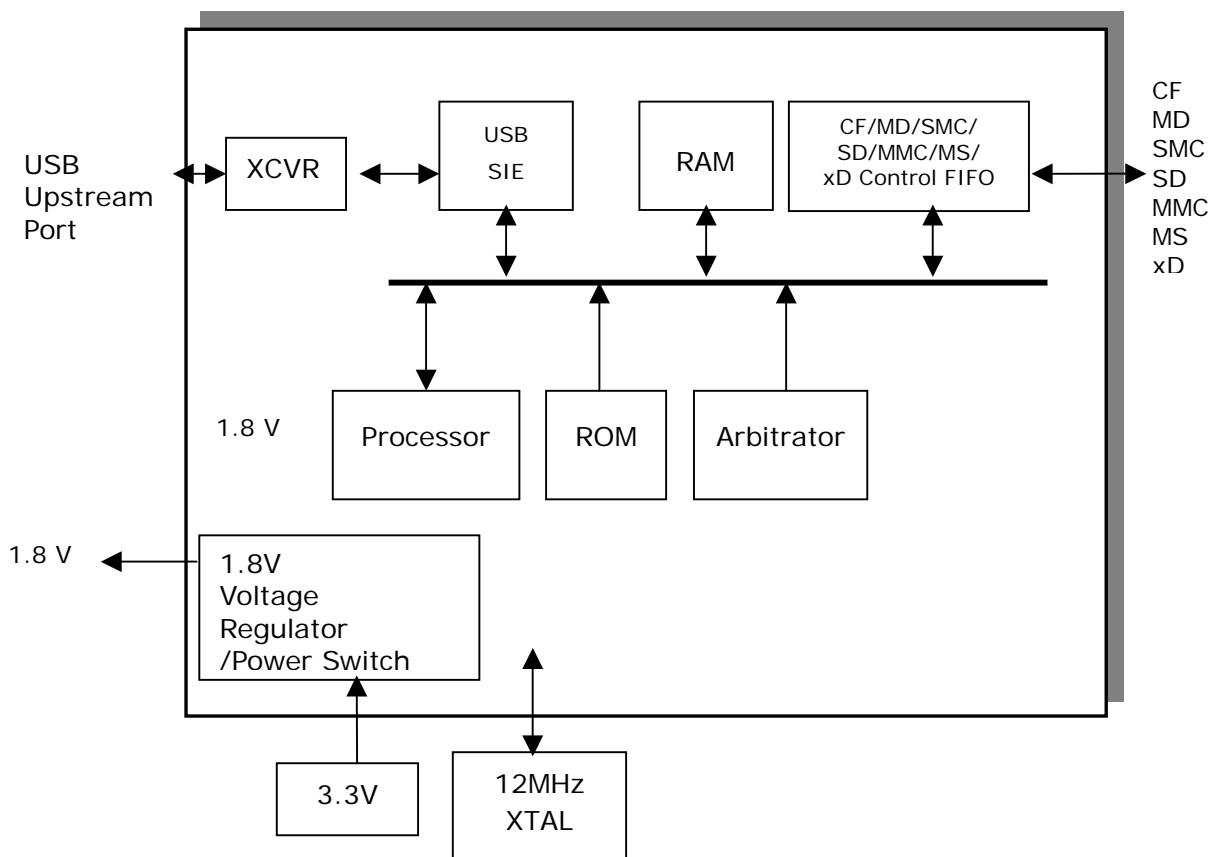 USB
Upstream
Port
XCVR
USB
SIE
RAM
CF/MD/SMC/
SD/MMC/MS/
xD Control FIFO
CF
MD
SMC
SD
MMC
MS
xD
1.8 V
Processor
ROM
Arbitrator
1.8 V
1.8V
Voltage
Regulator
/Power Switch
3.3V
12MHz
XTAL